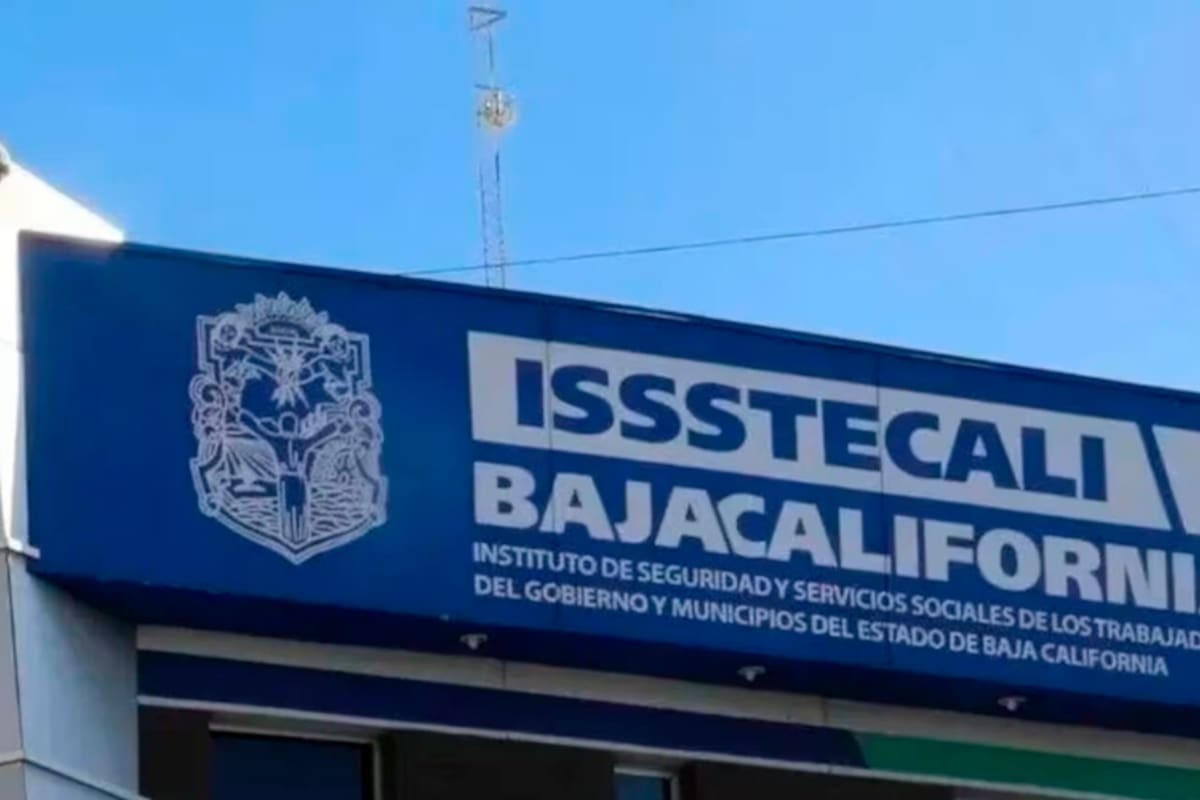 ISSSTECALI
BAJACALIFORNI
INSTITUTO DE SEGURIDAD Y SERVICIOS SOCIALES DE LOS TRABAJAD
DEL GOBIERNO Y MUNICIPIOS DEL ESTADO DE BAJA CALIFORNIA